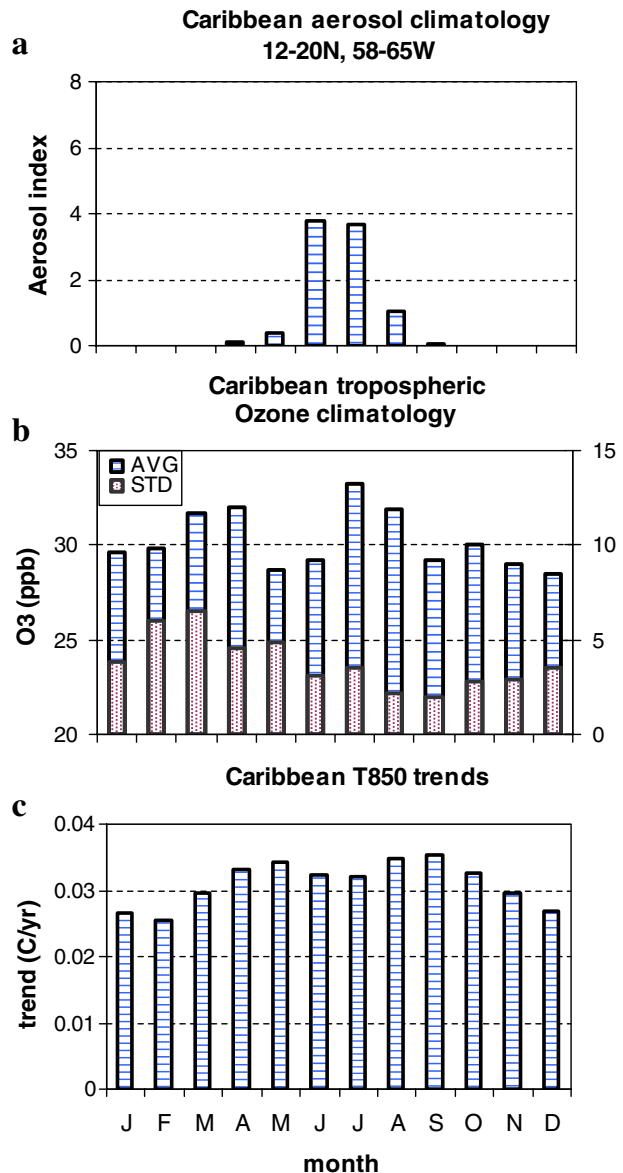 a
Caribbean aerosol climatology
12-20N, 58-65W
Aerosol index
8
6
4
2
0
b
Caribbean tropospheric
Ozone climatology
O3 (ppb)
35
30
25
20
AVG
STD
15
10
5
0
c
Caribbean T850 trends
trend (C/yr)
0.04
0.03
0.02
0.01
0
J F M A M J J A S O N D
month